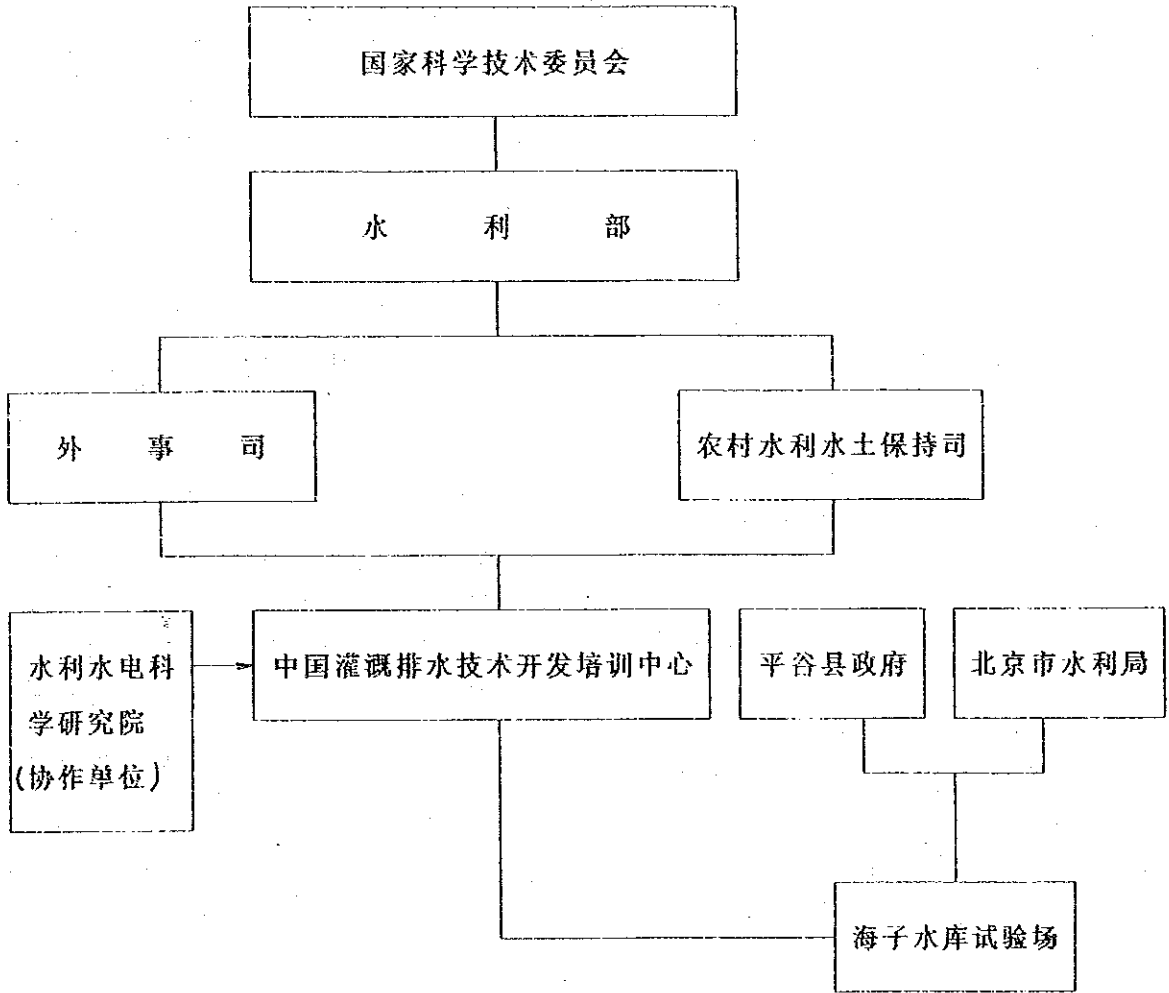 国家科学技术委员会
水利部
外事司
农村水利水土保持司
水利水电科
学研究院
(协作单位)
中国灌溉排水技术开发培训中心
平谷县政府
北京市水利局
海子水库试验场